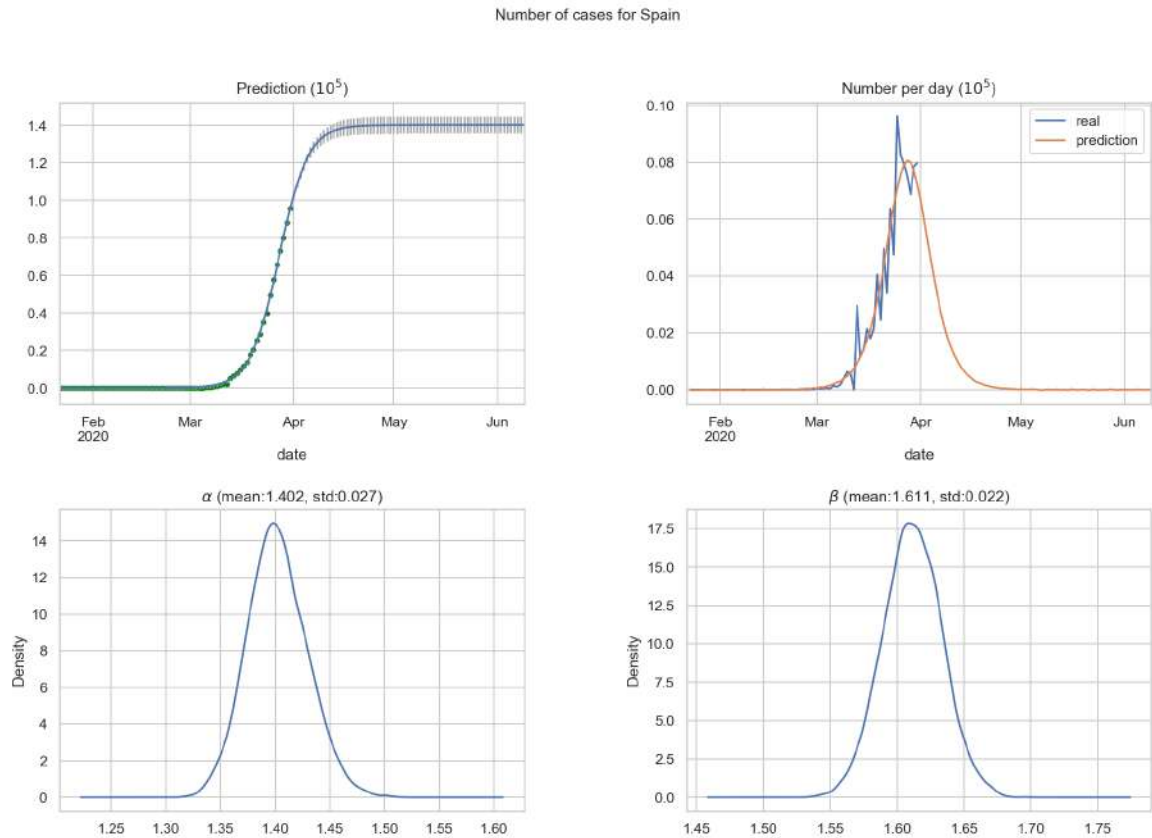 Number of cases for Spain
Prediction (10^5)
1.4
1.2
1.0
0.8
0.6
0.4
0.2
0.0
Feb
2020
Mar
Apr
May
Jun
date
Number per day (10^5)
real
prediction
0.10
0.08
0.06
0.04
0.02
0.00
Feb
2020
Mar
Apr
May
Jun
date
α (mean:1.402, std:0.027)
Density
14
12
10
8
6
4
2
0
1.25 1.30 1.35 1.40 1.45 1.50 1.55 1.60
β (mean:1.611, std:0.022)
Density
17.5
15.0
12.5
10.0
7.5
5.0
2.5
0.0
1.45 1.50 1.55 1.60 1.65 1.70 1.75